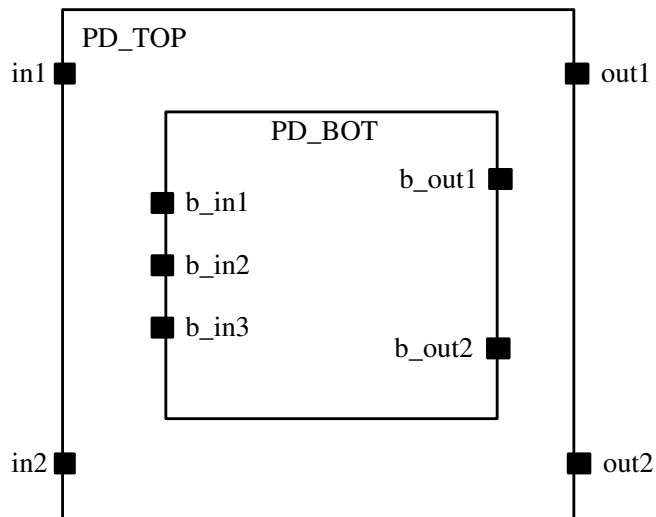 PD_TOP
in1
out1
PD_BOT
b_out1
b_in1
b_in2
b_in3
b_out2
in2
out2